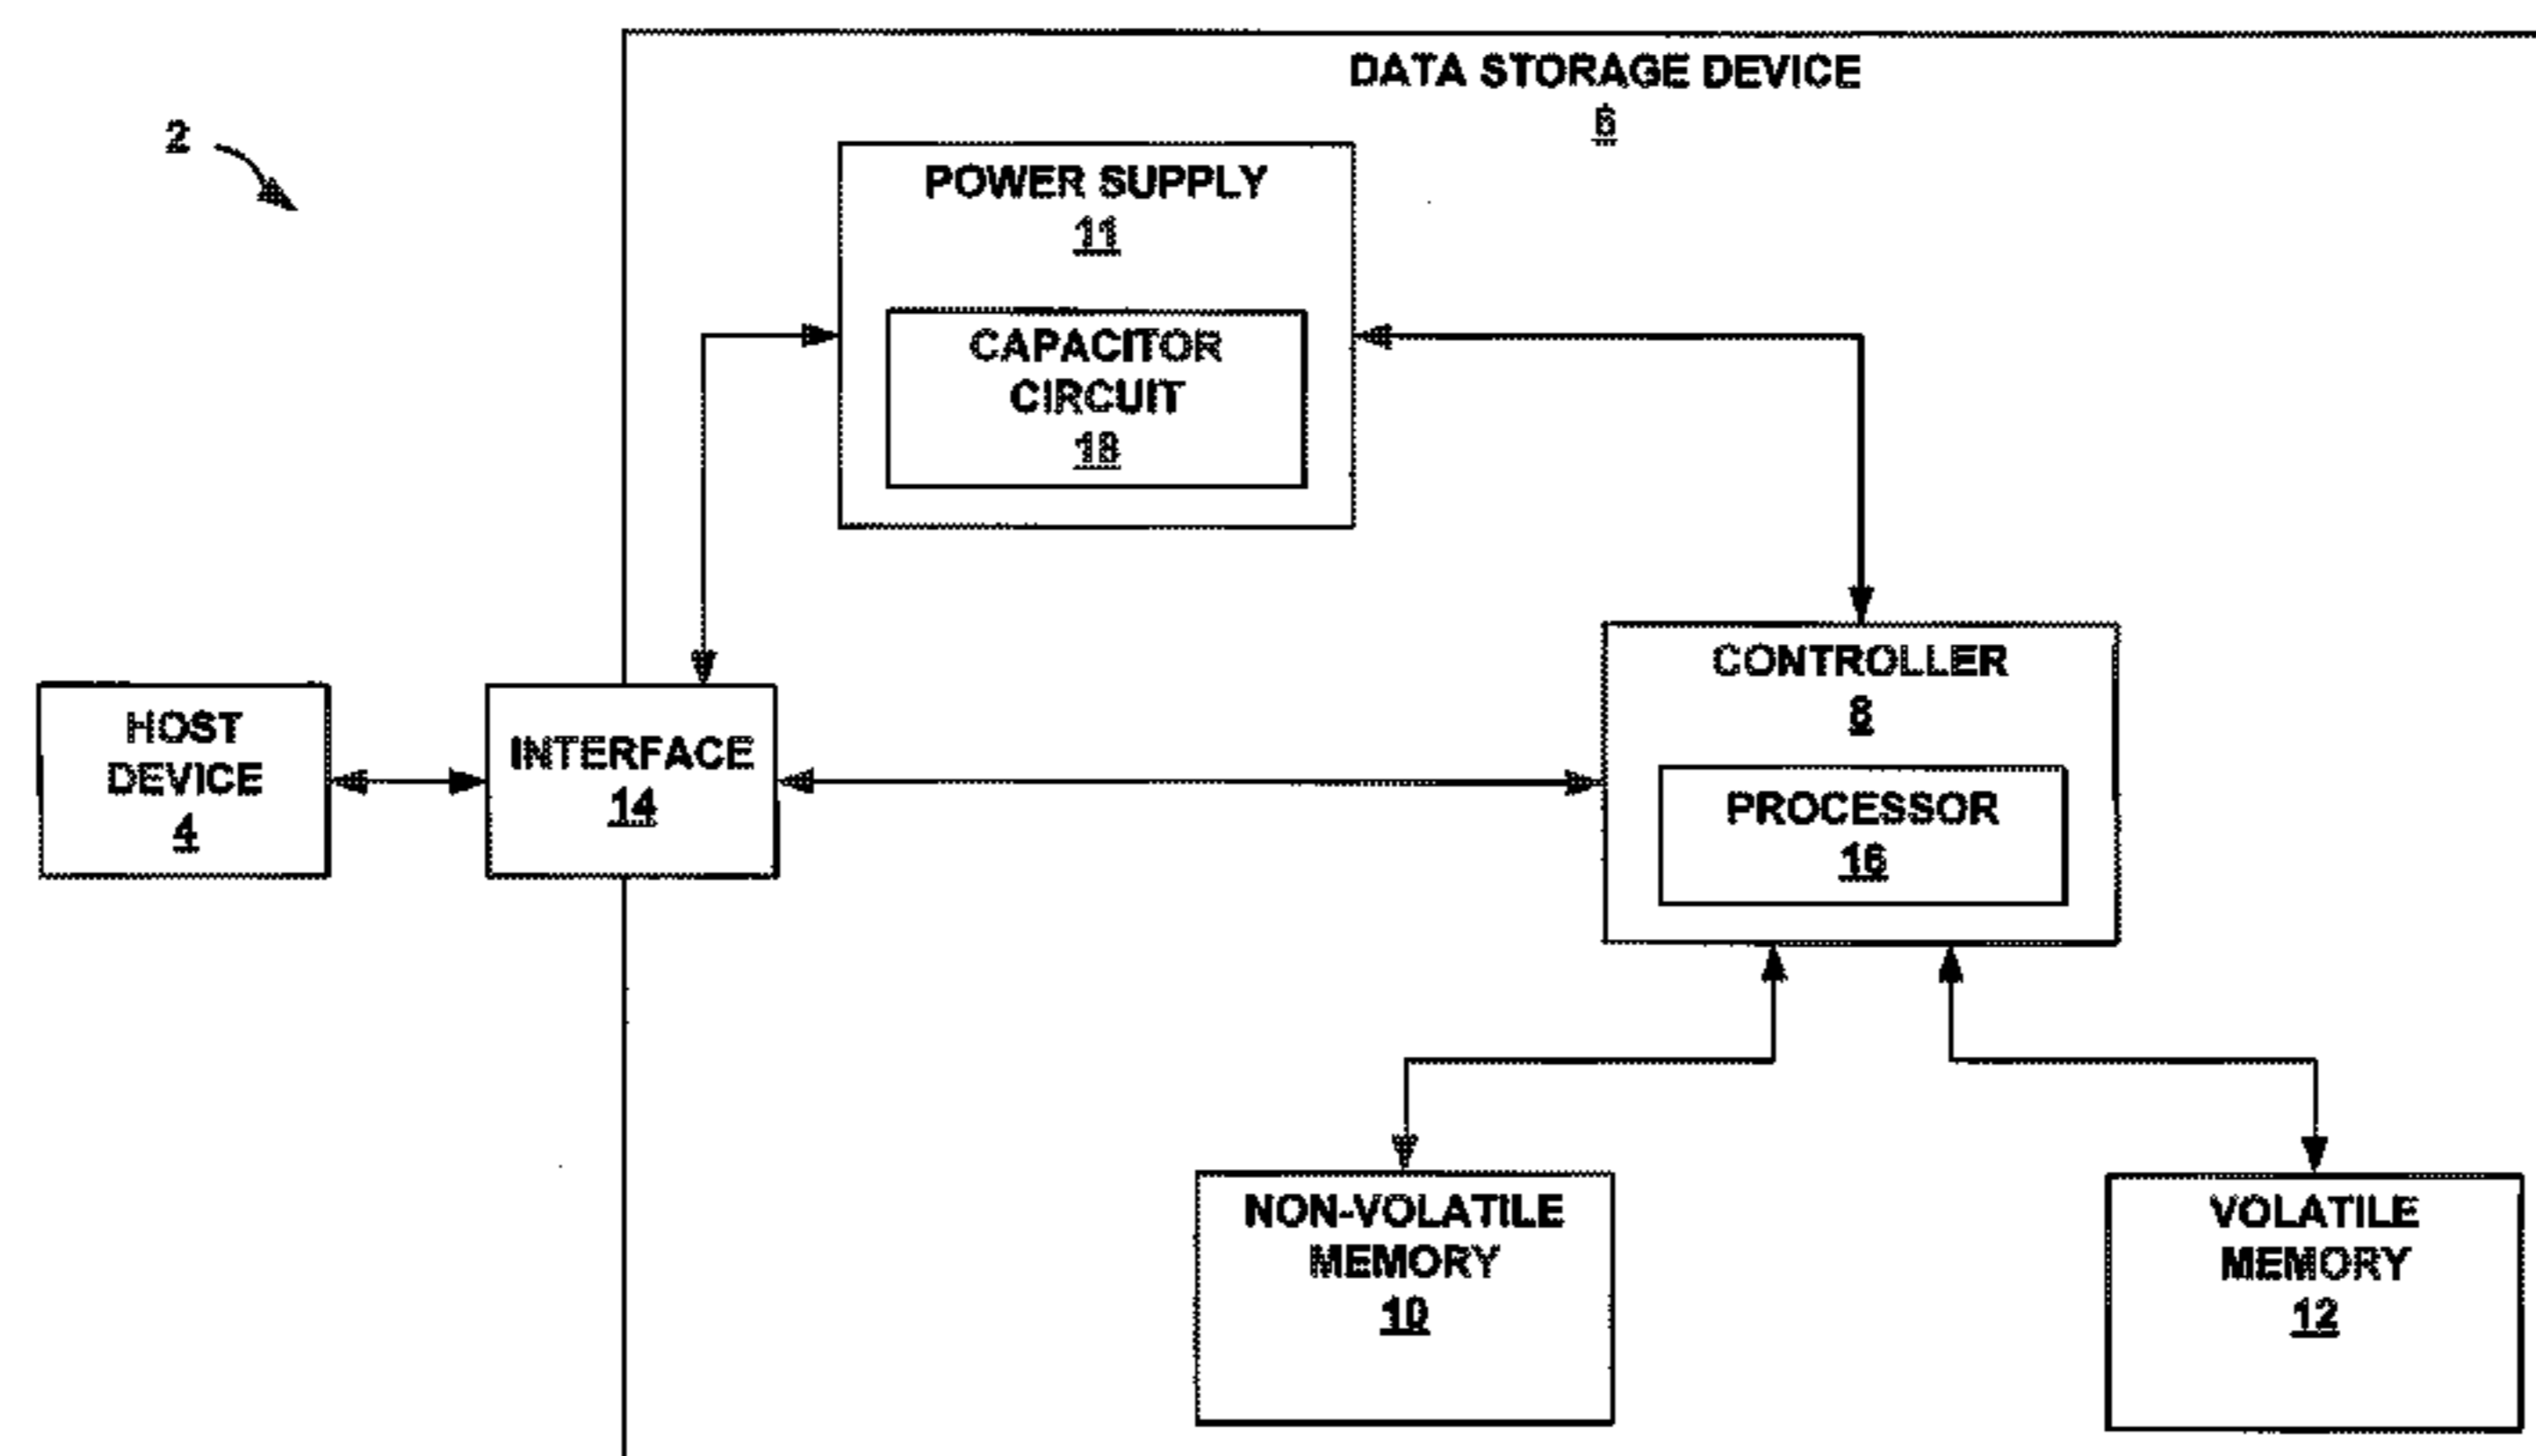 DATA STORAGE DEVICE
6
2
POWER SUPPLY
11
CAPACITOR
CIRCUIT
18
HOST
DEVICE
4
INTERFACE
14
CONTROLLER
8
PROCESSOR
16
NON-VOLATILE
MEMORY
10
VOLATILE
MEMORY
12